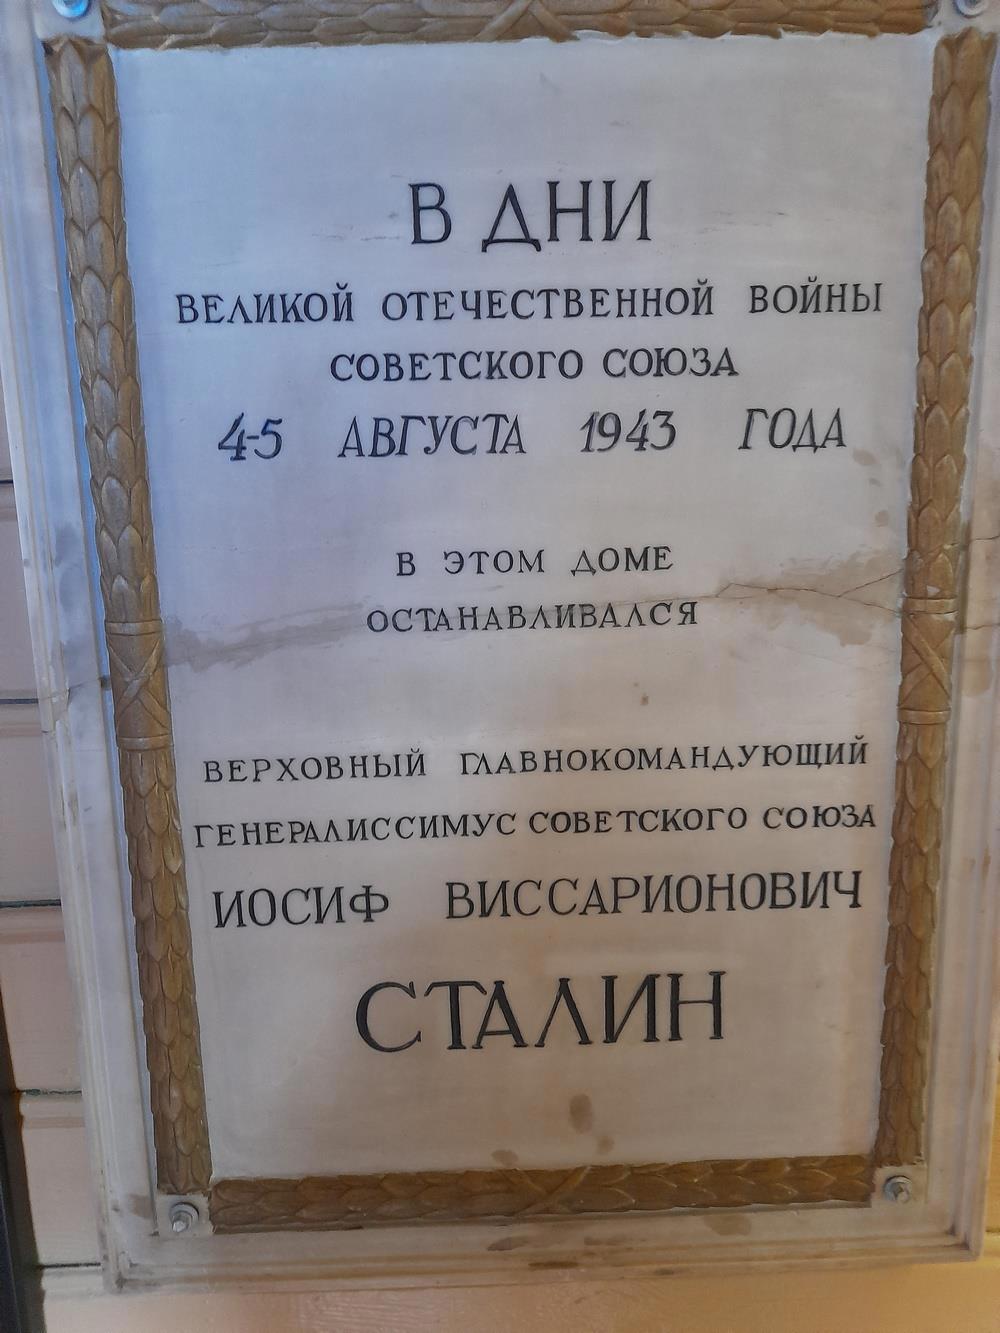 В ДНИ
ВЕЛИКОЙ ОТЕЧЕСТВЕННОЙ ВОЙНЫ
СОВЕТСКОГО СОЮЗА
4-5 АВГУСТА 1943 ГОДА
В ЭТОМ ДОМЕ
ОСТАНАВЛИВАЛСЯ
ВЕРХОВНЫЙ ГЛАВНОКОМАНДУЮЩИЙ
ГЕНЕРАЛИССИМУС СОВЕТСКОГО СОЮЗА
ИОСИФ ВИССАРИОНОВИЧ
СТАЛИН